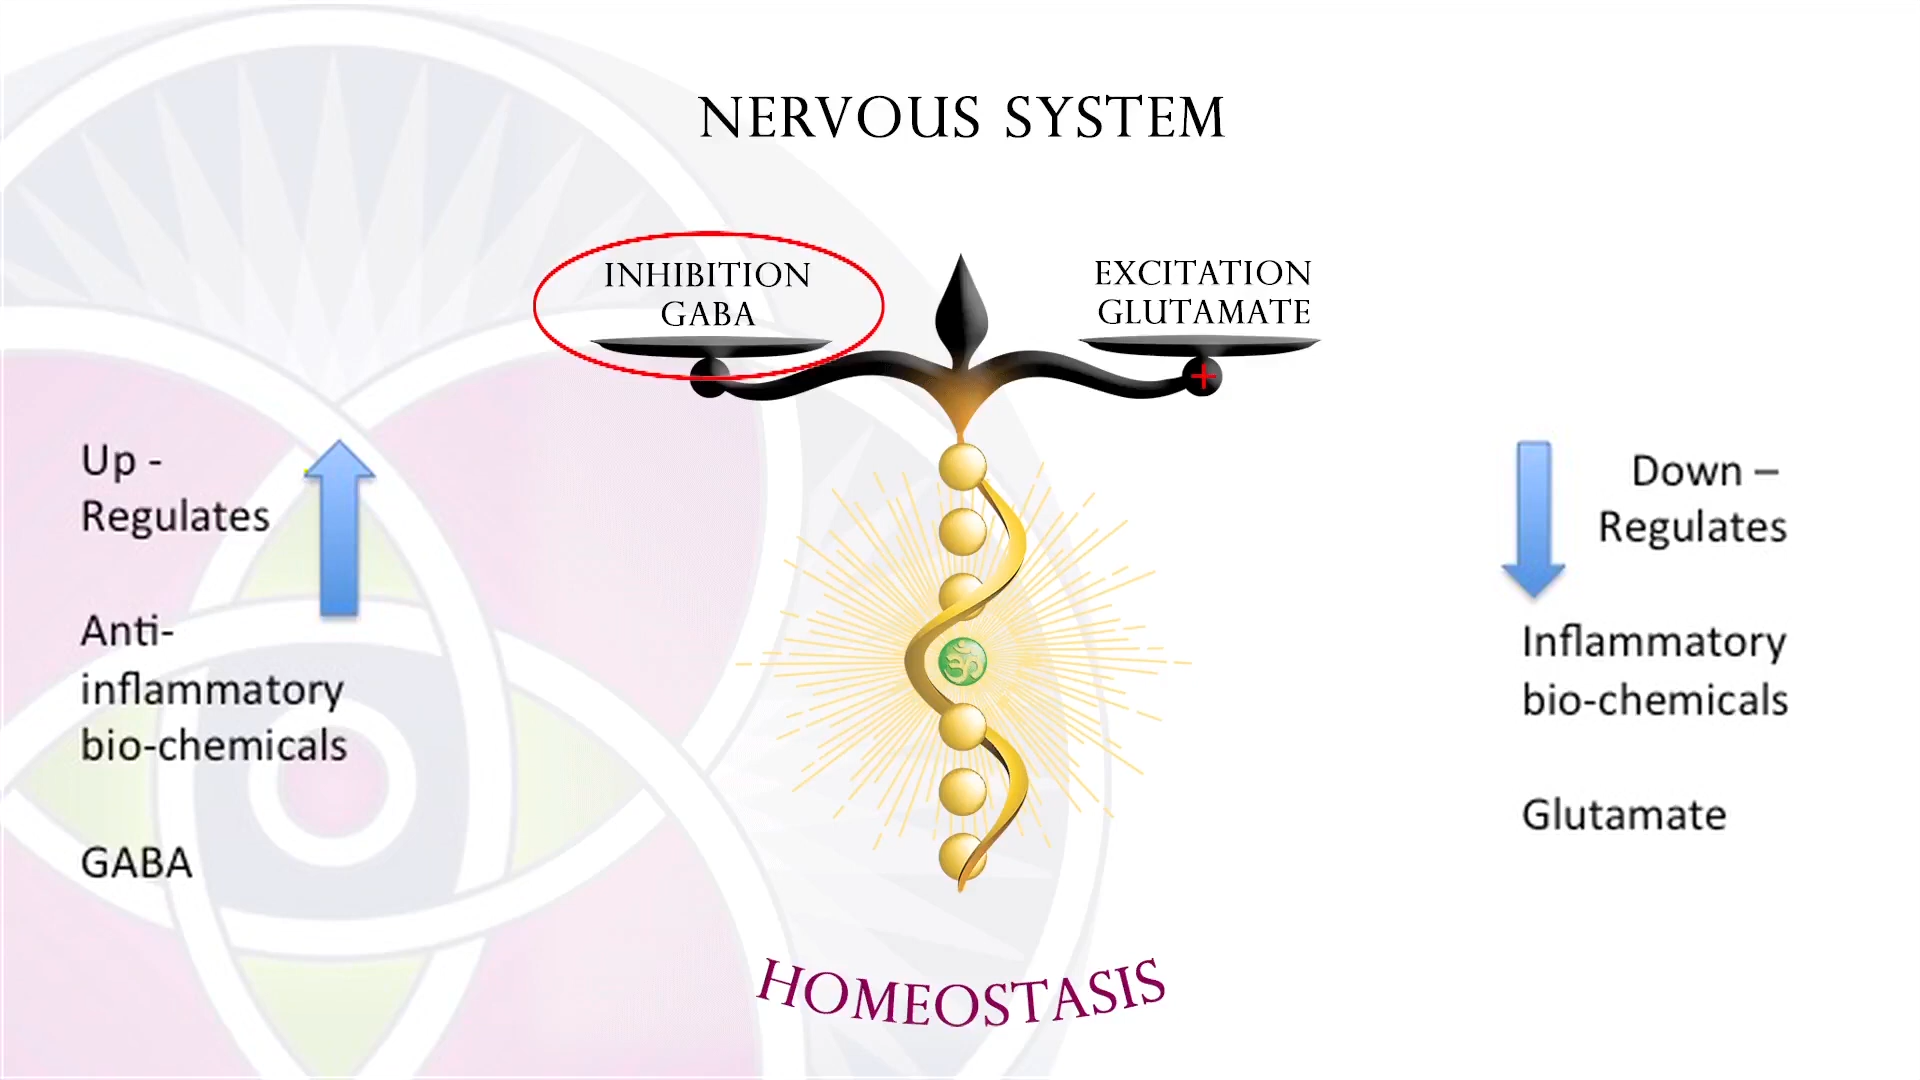 NERVOUS SYSTEM
INHIBITION
GABA
EXCITATION
GLUTAMATE
+
Up -
Regulates
Anti-
inflammatory
bio-chemicals
GABA
Down –
Regulates
Inflammatory
bio-chemicals
Glutamate
ॐ
HOMEOSTASIS